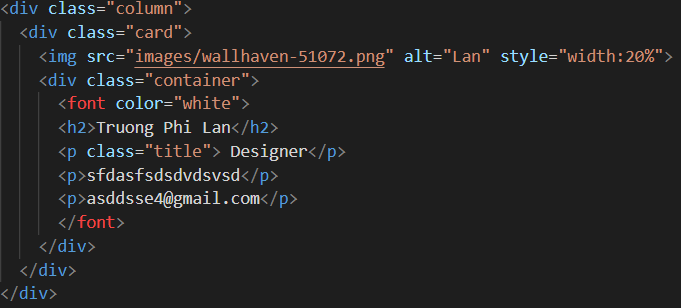 <div class="column">
<div class="card">
<img src="images/wallhaven-51072.png" alt="Lan" style="width:20%">
<div class="container">
<font color="white">
<h2>Truong Phi Lan</h2>
<p class="title"> Designer</p>
<p>sfdasfsdsdvdsvsd</p>
<p>asddsse4@gmail.com</p>
</font>
</div>
</div>
</div>